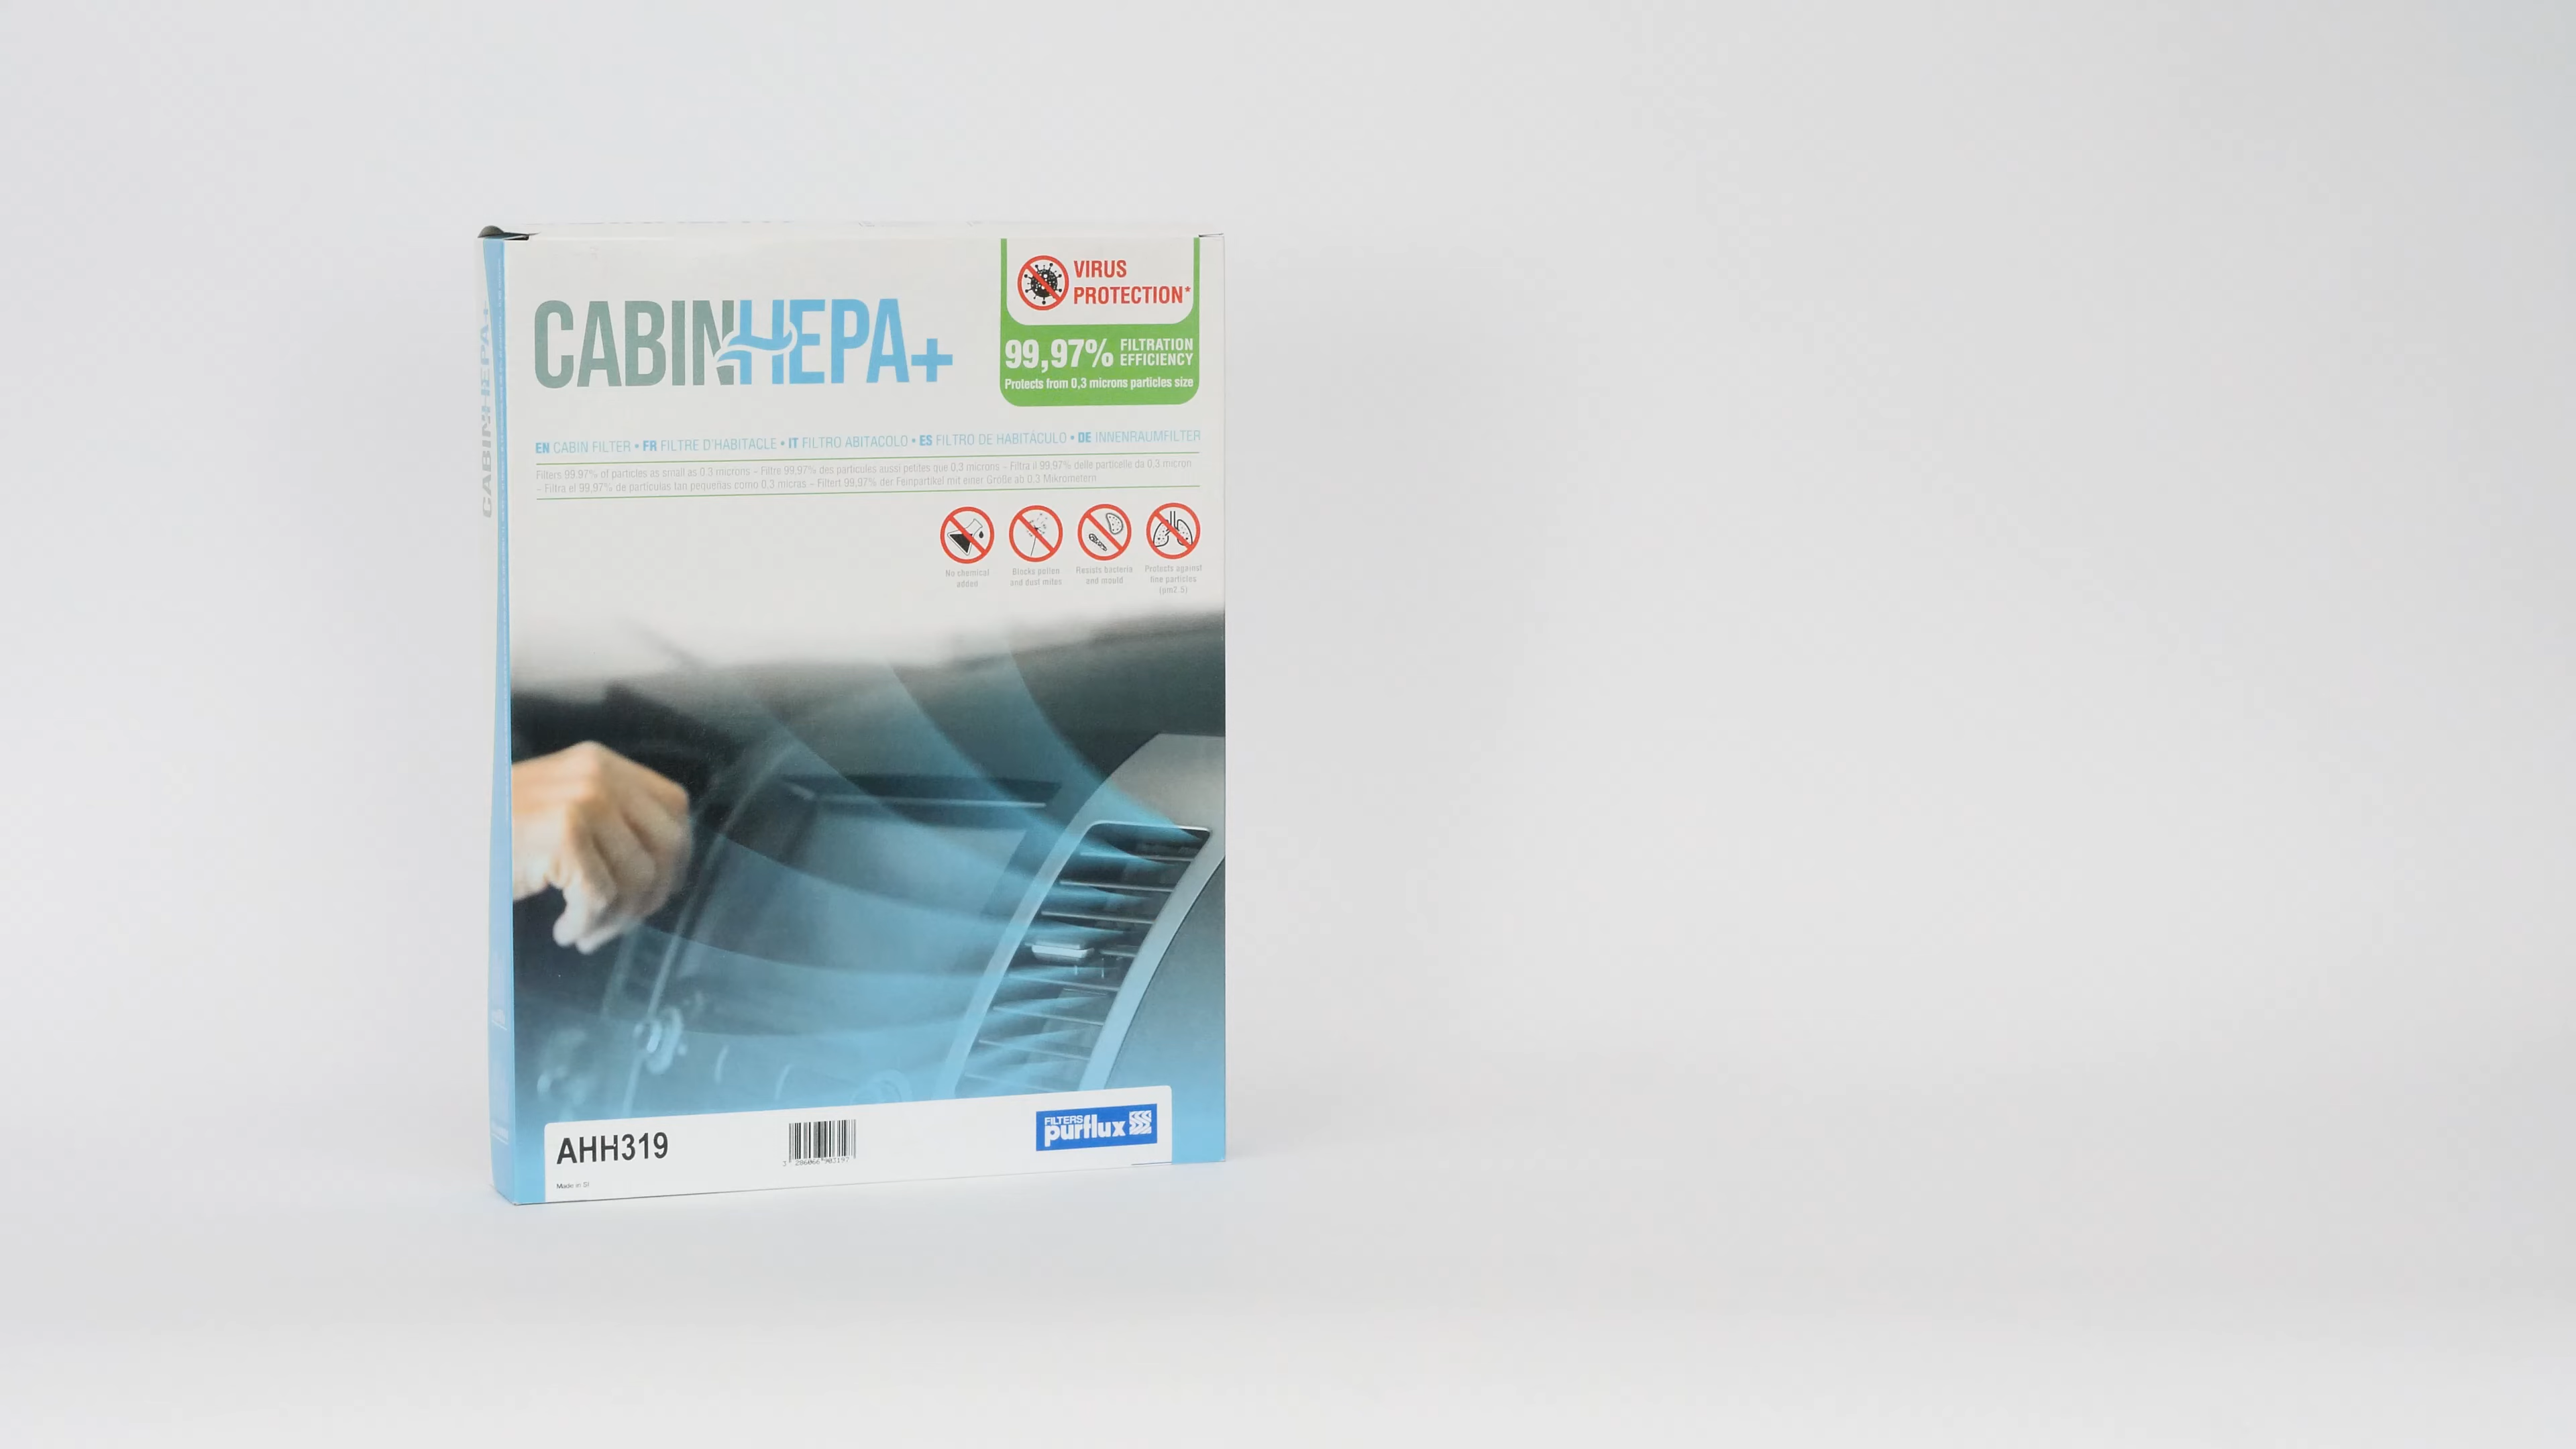 CABINHEPA+
VIRUS
PROTECTION*
99,97% FILTRATION
EFFICIENCY
Protects from 0,3 microns particles size
EN CABIN FILTER • FR FILTRE D'HABITACLE • IT FILTRO ABITACOLO • ES FILTRO DE HABITÁCULO • DE INNENRAUMFILTER
Filters 99.97% of particles as small as 0.3 microns – Filtre 99.97% des particules aussi petites que 0.3 microns – Filtra il 99.97% delle particelle da 0.3 micron
– Filtra el 99.97% de partículas tan pequeñas como 0.3 micras – Filtert 99,97% der Feinpartikel mit einer Größe ab 0.3 Mikrometern
No chemical
added
Blocks pollen
and dust mites
Resists bacteria
and mould
Protects against
fine particles
(pm2.5)
CABINHEPA+
AHH319
Made in SI
FILTERS
purflux